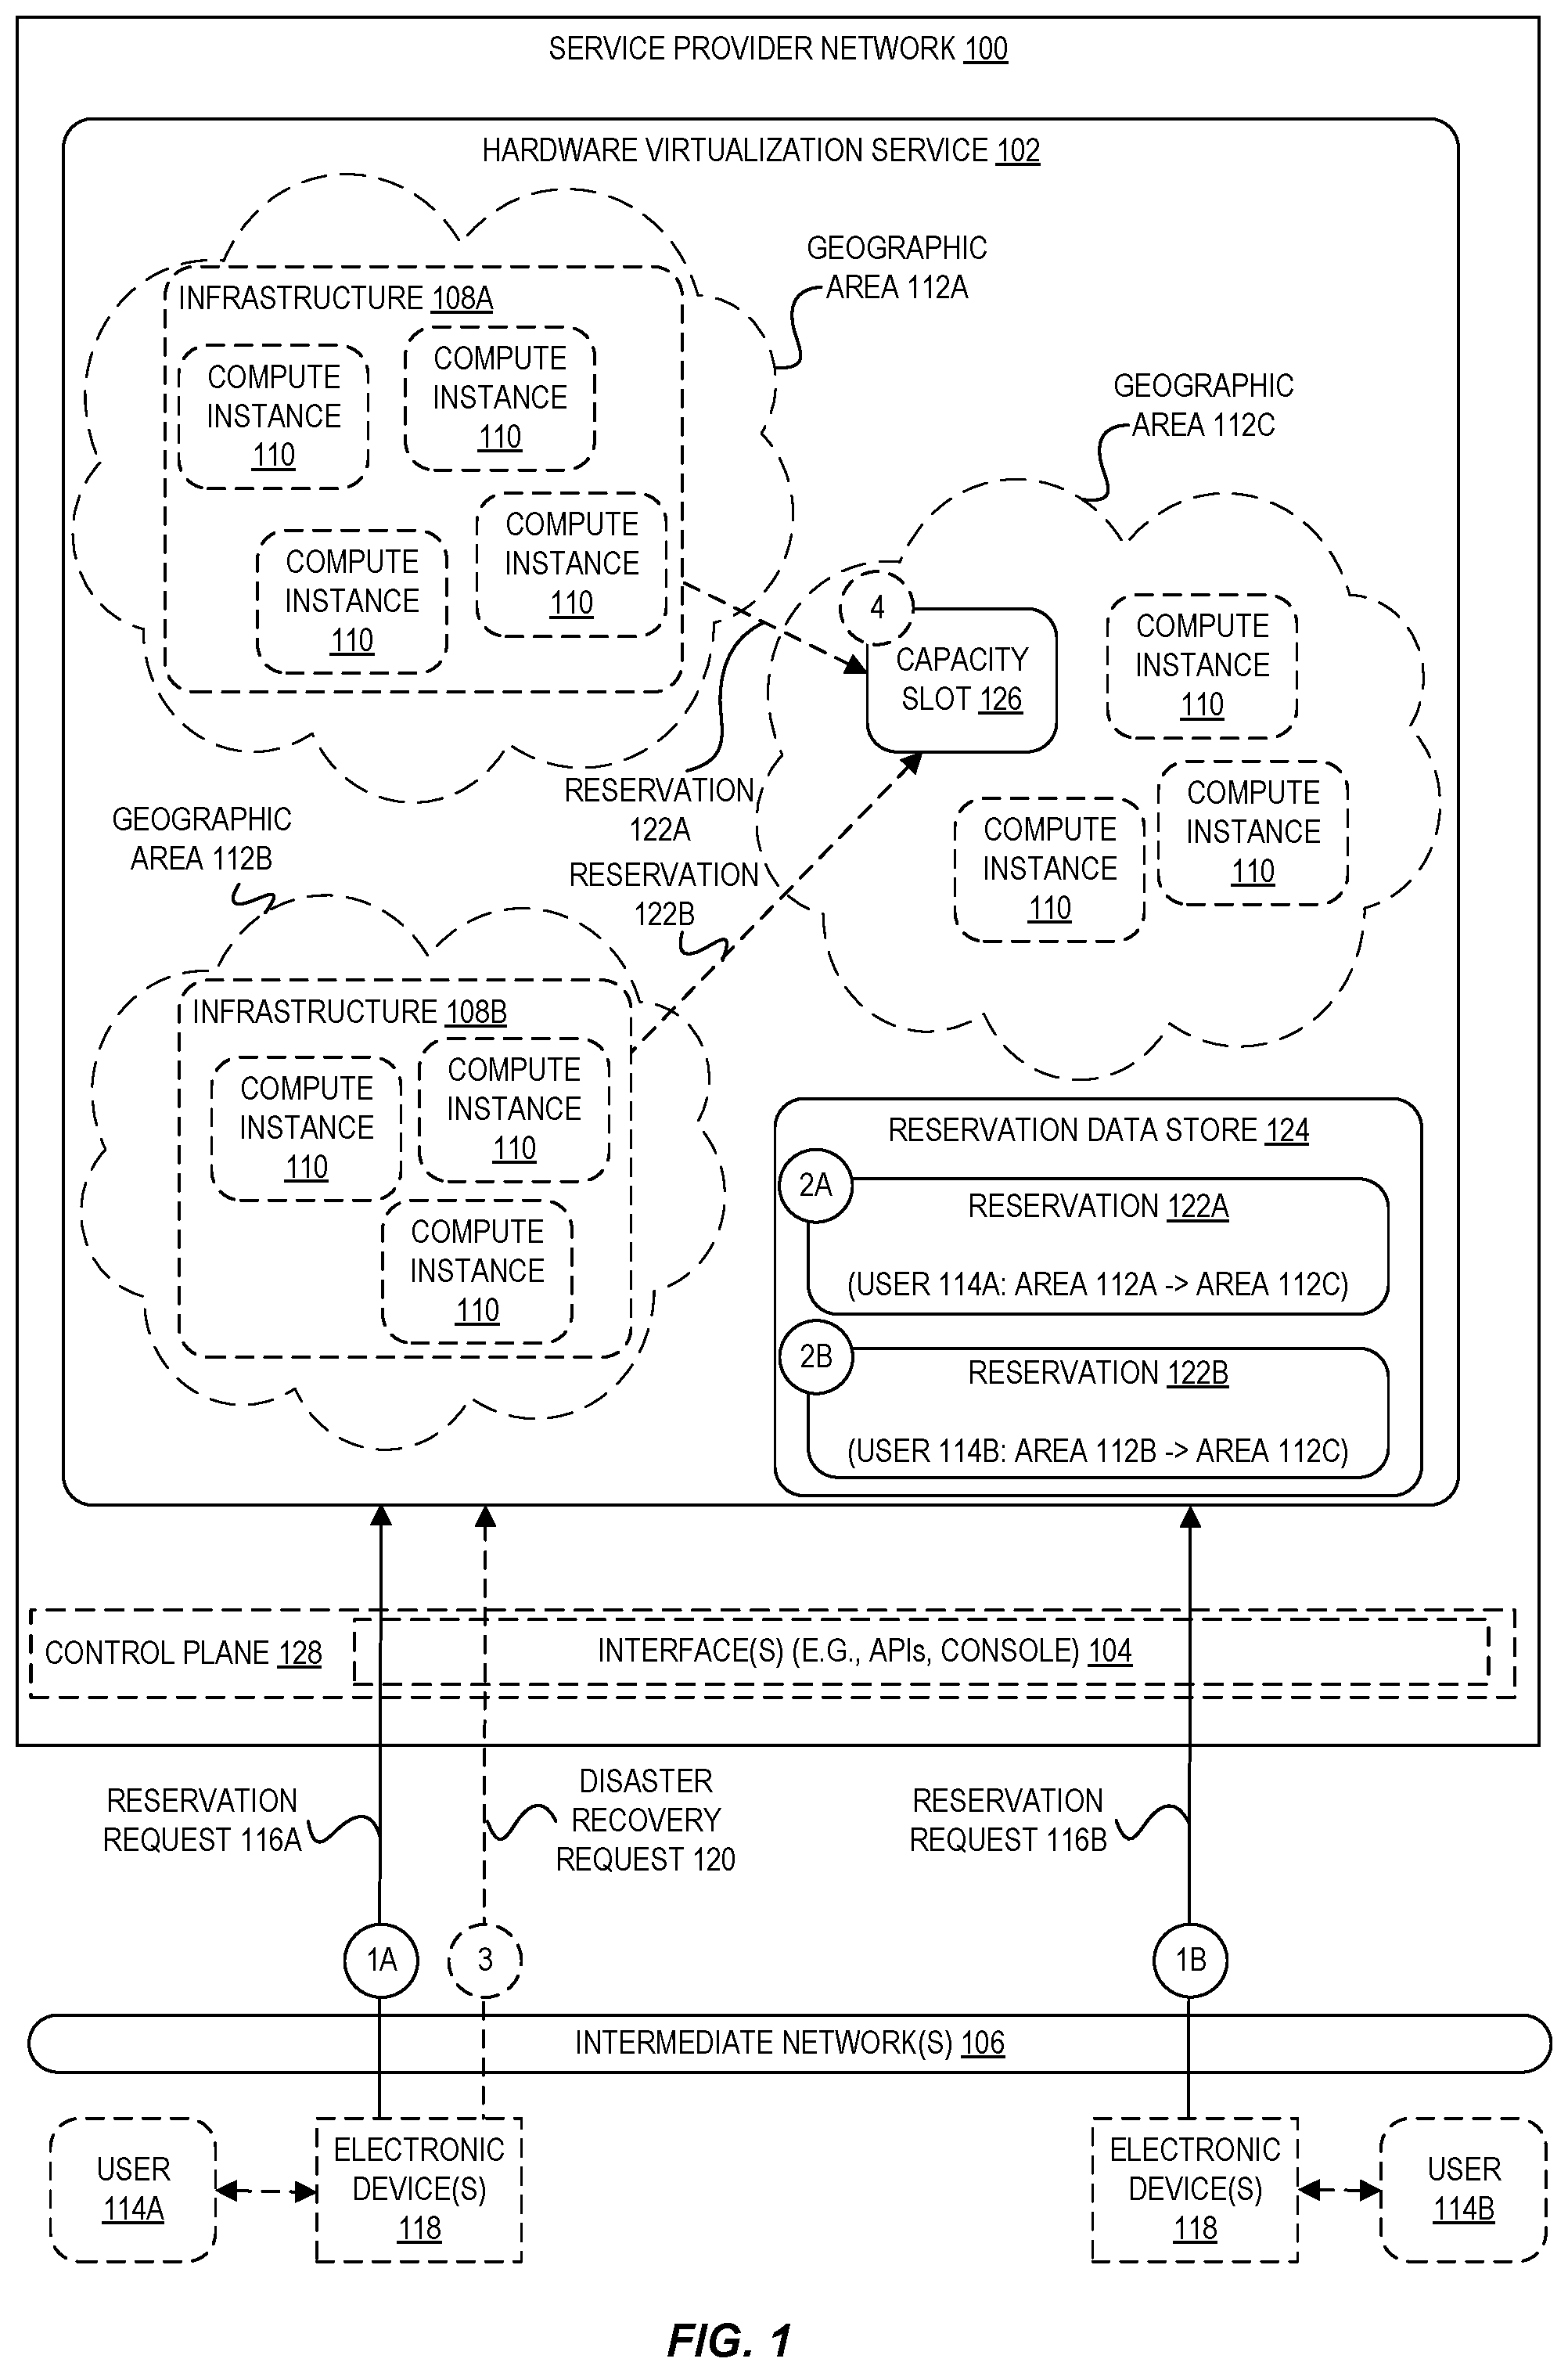 SERVICE PROVIDER NETWORK 100
HARDWARE VIRTUALIZATION SERVICE 102
GEOGRAPHIC
AREA 112A
INFRASTRUCTURE 108A
COMPUTE
INSTANCE
110
COMPUTE
INSTANCE
110
COMPUTE
INSTANCE
110
COMPUTE
INSTANCE
110
GEOGRAPHIC
AREA 112C
4
CAPACITY
SLOT 126
COMPUTE
INSTANCE
110
COMPUTE
INSTANCE
110
COMPUTE
INSTANCE
110
RESERVATION
122A
RESERVATION
122B
GEOGRAPHIC
AREA 112B
INFRASTRUCTURE 108B
COMPUTE
INSTANCE
110
COMPUTE
INSTANCE
110
COMPUTE
INSTANCE
110
RESERVATION DATA STORE 124
2A
RESERVATION 122A
(USER 114A: AREA 112A -> AREA 112C)
2B
RESERVATION 122B
(USER 114B: AREA 112B -> AREA 112C)
CONTROL PLANE 128
INTERFACE(S) (E.G., APIs, CONSOLE) 104
RESERVATION
REQUEST 116A
DISASTER
RECOVERY
REQUEST 120
RESERVATION
REQUEST 116B
1A
3
1B
INTERMEDIATE NETWORK(S) 106
USER
114A
ELECTRONIC
DEVICE(S)
118
ELECTRONIC
DEVICE(S)
118
USER
114B
FIG. 1